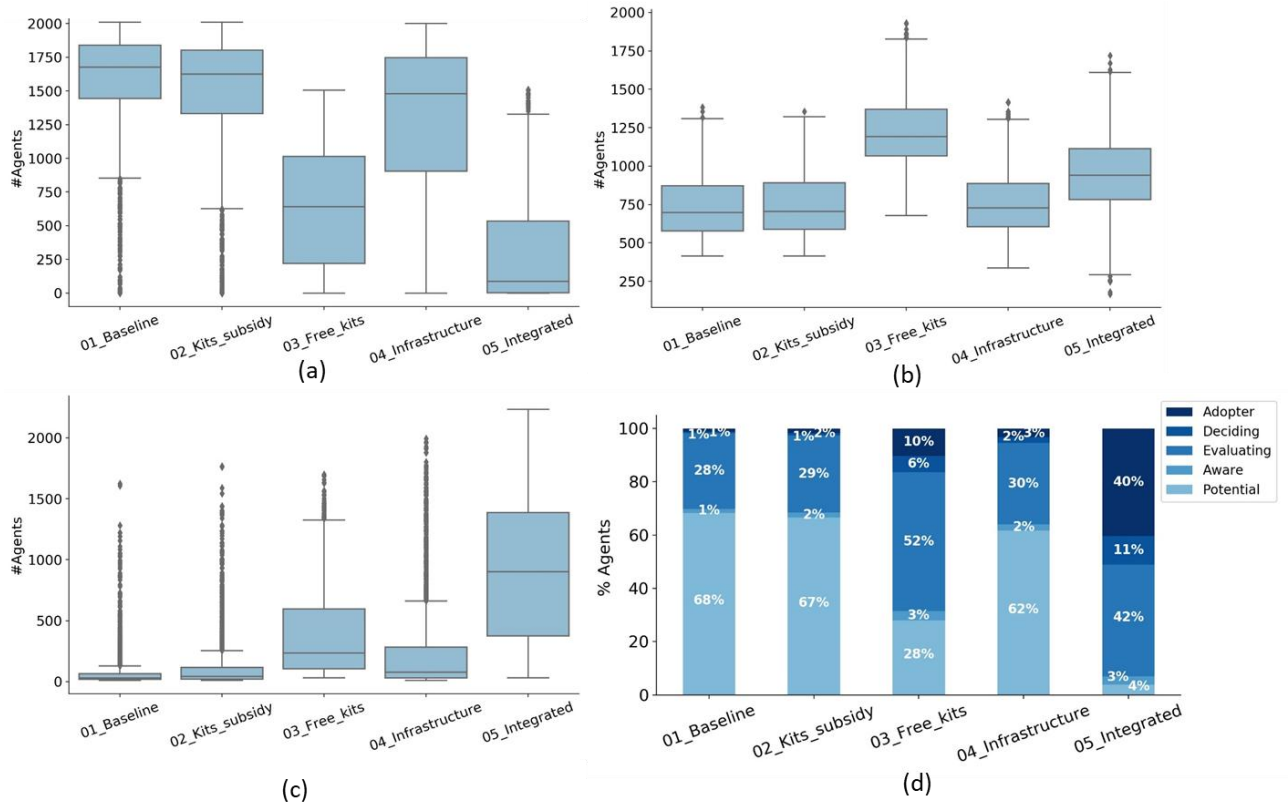 2000
1750
1500
1250
1000
750
500
250
0
#Agents
01_Baseline
02_Kits_subsidy
03_Free_kits
04_Infrastructure
05_Integrated
(a)
2000
1750
1500
1250
1000
750
500
250
#Agents
01_Baseline
02_Kits_subsidy
03_Free_kits
04_Infrastructure
05_Integrated
(b)
2000
1500
1000
500
0
#Agents
01_Baseline
02_Kits_subsidy
03_Free_kits
04_Infrastructure
05_Integrated
(c)
Adopter
Deciding
Evaluating
Aware
Potential
100
80
60
40
20
0
% Agents
1% 1%
28%
1%
68%
1% 2%
29%
2%
67%
10%
6%
52%
3%
28%
2% 3%
30%
2%
62%
40%
11%
42%
3%
4%
01_Baseline
02_Kits_subsidy
03_Free_kits
04_Infrastructure
05_Integrated
(d)